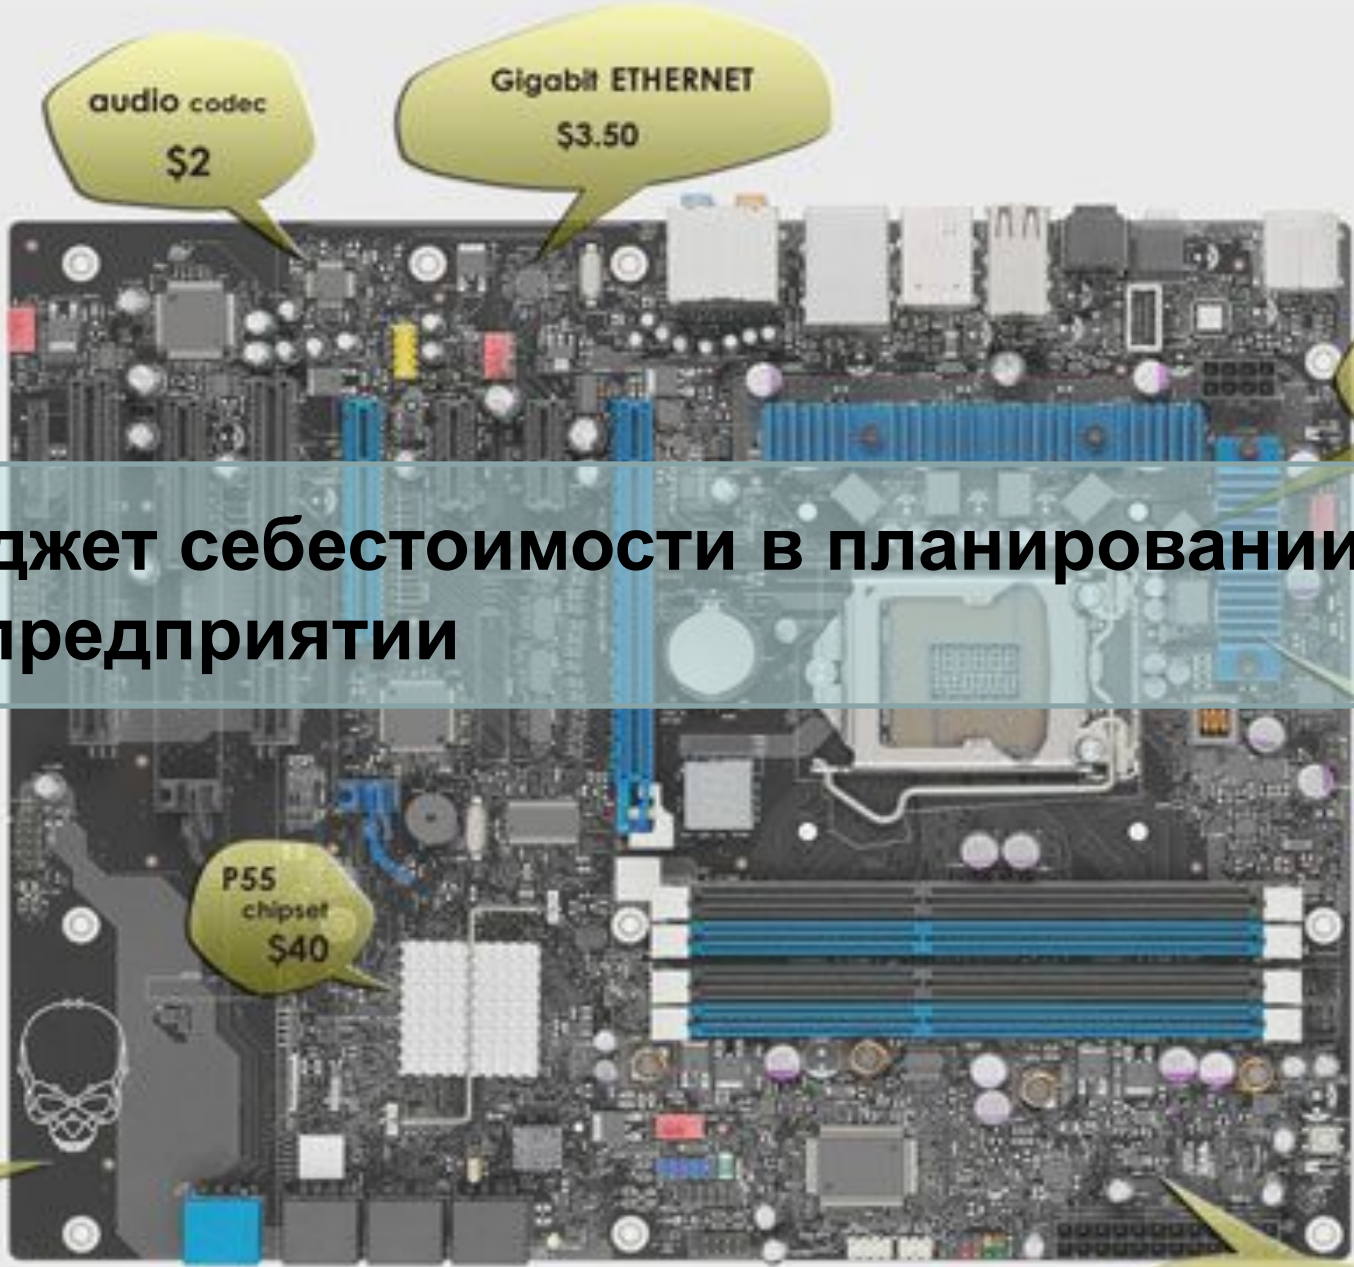 audio codec
$2
Gigabit ETHERNET
$3.50
джет себестоимости в планировании
предприятии
P55
chipset
$40